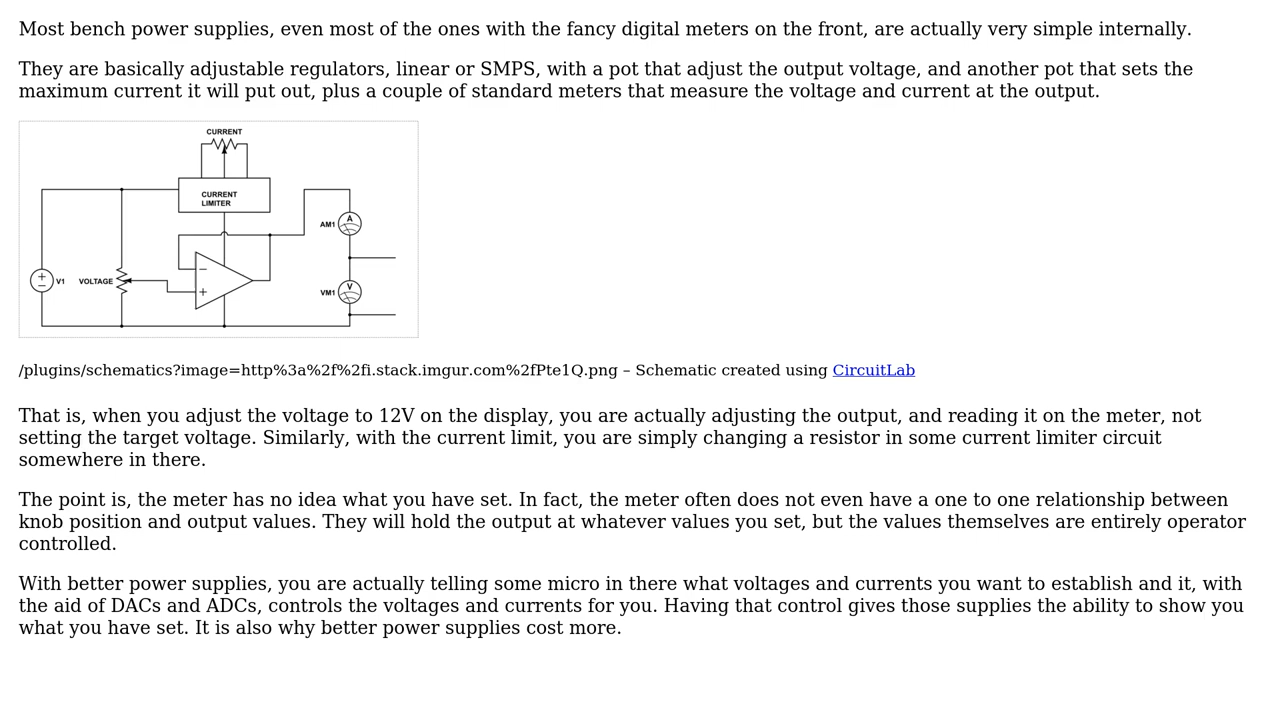 Most bench power supplies, even most of the ones with the fancy digital meters on the front, are actually very simple internally.
They are basically adjustable regulators, linear or SMPS, with a pot that adjust the output voltage, and another pot that sets the
maximum current it will put out, plus a couple of standard meters that measure the voltage and current at the output.
CURRENT
CURRENT
LIMITER
AM1
A
V1
VOLTAGE
VM1
V
/plugins/schematics?image=http%3a%2f%2fi.stack.imgur.com%2fPte1Q.png – Schematic created using CircuitLab
That is, when you adjust the voltage to 12V on the display, you are actually adjusting the output, and reading it on the meter, not
setting the target voltage. Similarly, with the current limit, you are simply changing a resistor in some current limiter circuit
somewhere in there.
The point is, the meter has no idea what you have set. In fact, the meter often does not even have a one to one relationship between
knob position and output values. They will hold the output at whatever values you set, but the values themselves are entirely operator
controlled.
With better power supplies, you are actually telling some micro in there what voltages and currents you want to establish and it, with
the aid of DACs and ADCs, controls the voltages and currents for you. Having that control gives those supplies the ability to show you
what you have set. It is also why better power supplies cost more.